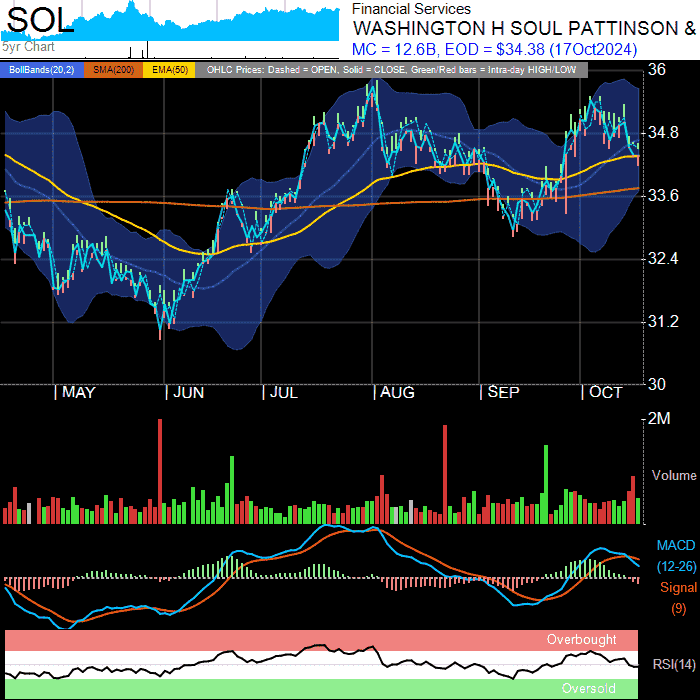 SOL
5yr Chart
Financial Services
WASHINGTON H SOUL PATTINSON &
MC = 12.6B, EOD = $34.38 (17Oct2024)
BollBands(20,2) SMA(200) EMA(50) OHLC Prices: Dashed = OPEN, Solid = CLOSE, Green/Red bars = Intra-day HIGH/LOW
36
34.8
33.6
32.4
31.2
30
MAY JUN JUL AUG SEP OCT
2M
Volume
MACD
(12-26)
Signal
(9)
Overbought
RSI(14)
Oversold